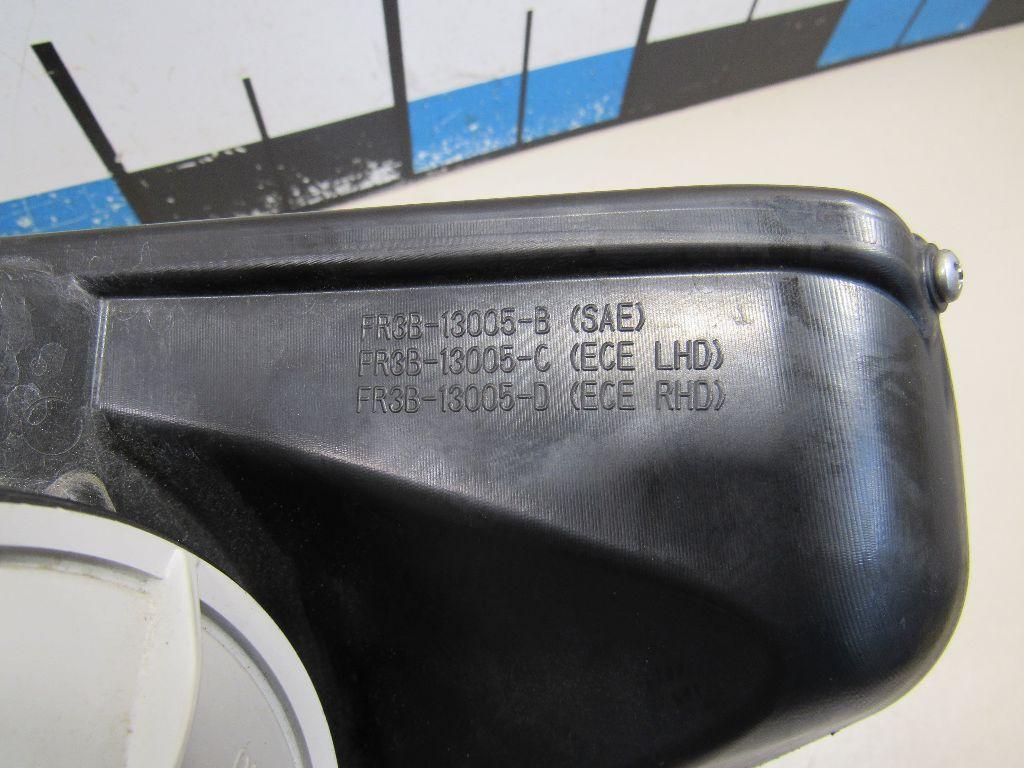 FR3B-13005-B (SAE)
FR3B-13005-C (ECE LHD)
FR3B-13005-D (ECE RHD)